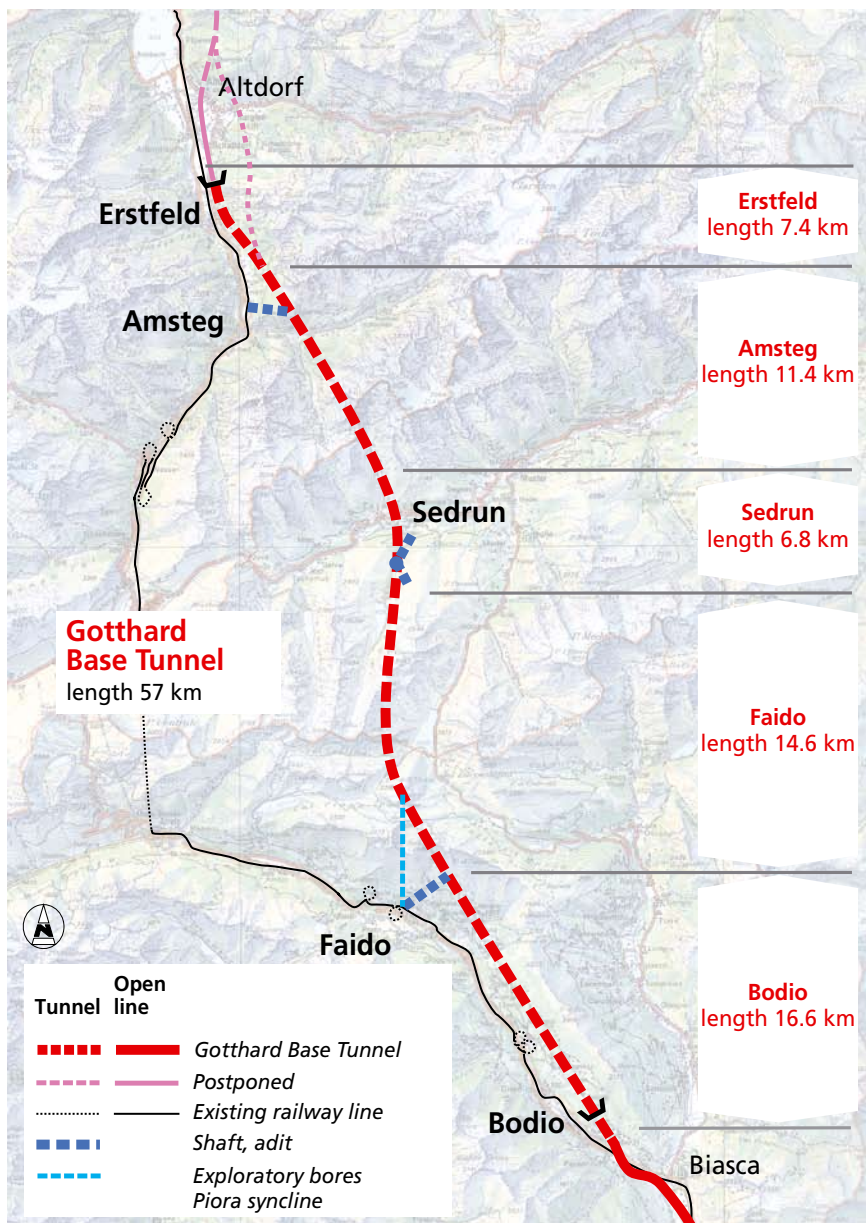 Altdorf
Erstfeld
length 7.4 km
Erstfeld
Amsteg
Amsteg
length 11.4 km
Sedrun
Sedrun
length 6.8 km
Gotthard
Base Tunnel
length 57 km
Faido
length 14.6 km
N
Faido
Bodio
length 16.6 km
Open
Tunnel line
Gotthard Base Tunnel
Postponed
Existing railway line
Shaft, adit
Exploratory bores
Piora syncline
Bodio
Biasca